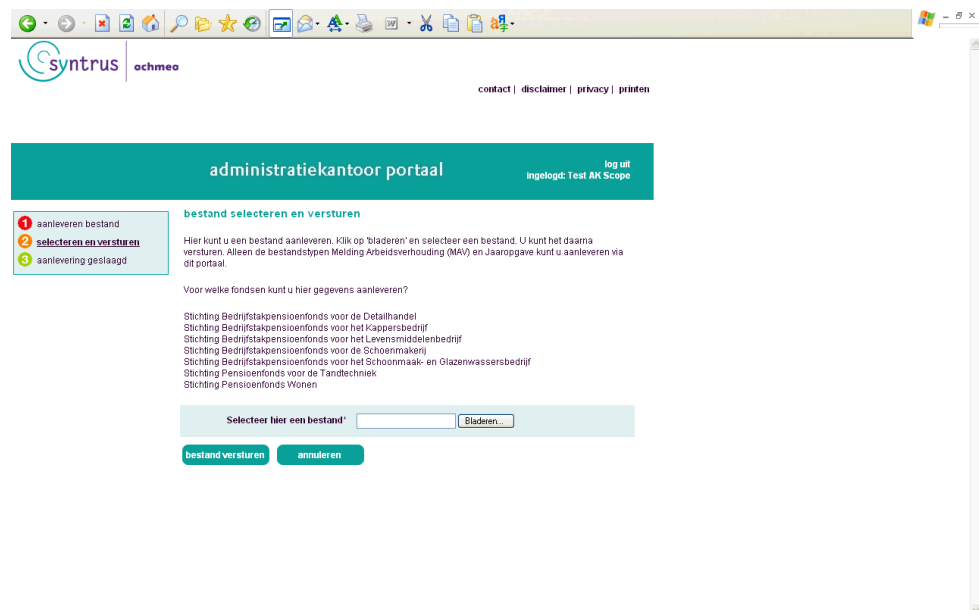 syntrus achmea
contact | disclaimer | privacy | printen
administratiekantoor portaal
log uit
ingelogd: Test AK Scope
1 aanleveren bestand
2 selecteren en versturen
3 aanlevering geslaagd
bestand selecteren en versturen
Hier kunt u een bestand aanleveren. Klik op 'bladeren' en selecteer een bestand. U kunt het daarna
versturen. Alleen de bestandstypen Melding Arbeidsverhouding (MAV) en Jaaropgave kunt u aanleveren via
dit portaal.
Voor welke fondsen kunt u hier gegevens aanleveren?
Stichting Bedrijfstakpensioenfonds voor de Detailhandel
Stichting Bedrijfstakpensioenfonds voor het Kappersbedrijf
Stichting Bedrijfstakpensioenfonds voor het Levensmiddelenbedrijf
Stichting Bedrijfstakpensioenfonds voor de Schoenmakerij
Stichting Bedrijfstakpensioenfonds voor het Schoonmaak- en Glazenwassersbedrijf
Stichting Pensioenfonds voor de Tandtechniek
Stichting Pensioenfonds Wonen
Selecteer hier een bestand* Bladeren...
bestand versturen annuleren